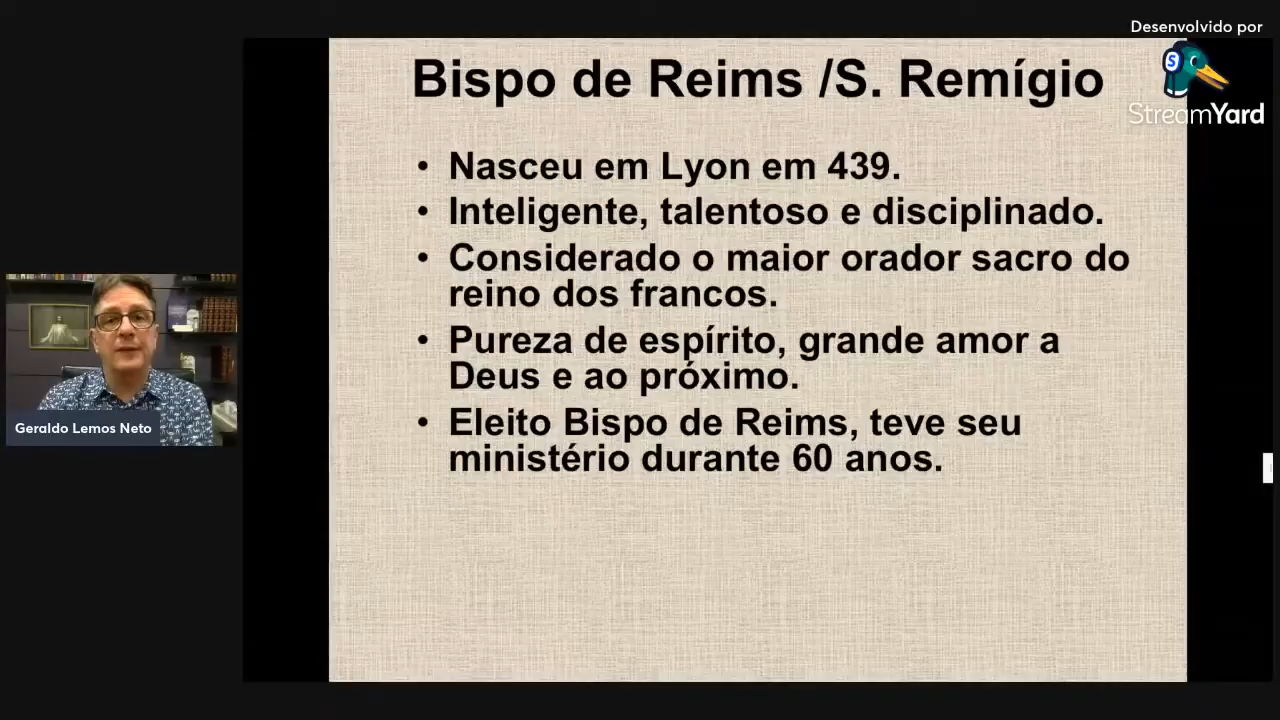 Desenvolvido por
StreamYard
Bispo de Reims /S. Remígio
• Nasceu em Lyon em 439.
• Inteligente, talentoso e disciplinado.
• Considerado o maior orador sacro do
reino dos francos.
• Pureza de espírito, grande amor a
Deus e ao próximo.
• Eleito Bispo de Reims, teve seu
ministério durante 60 anos.
Geraldo Lemos Neto